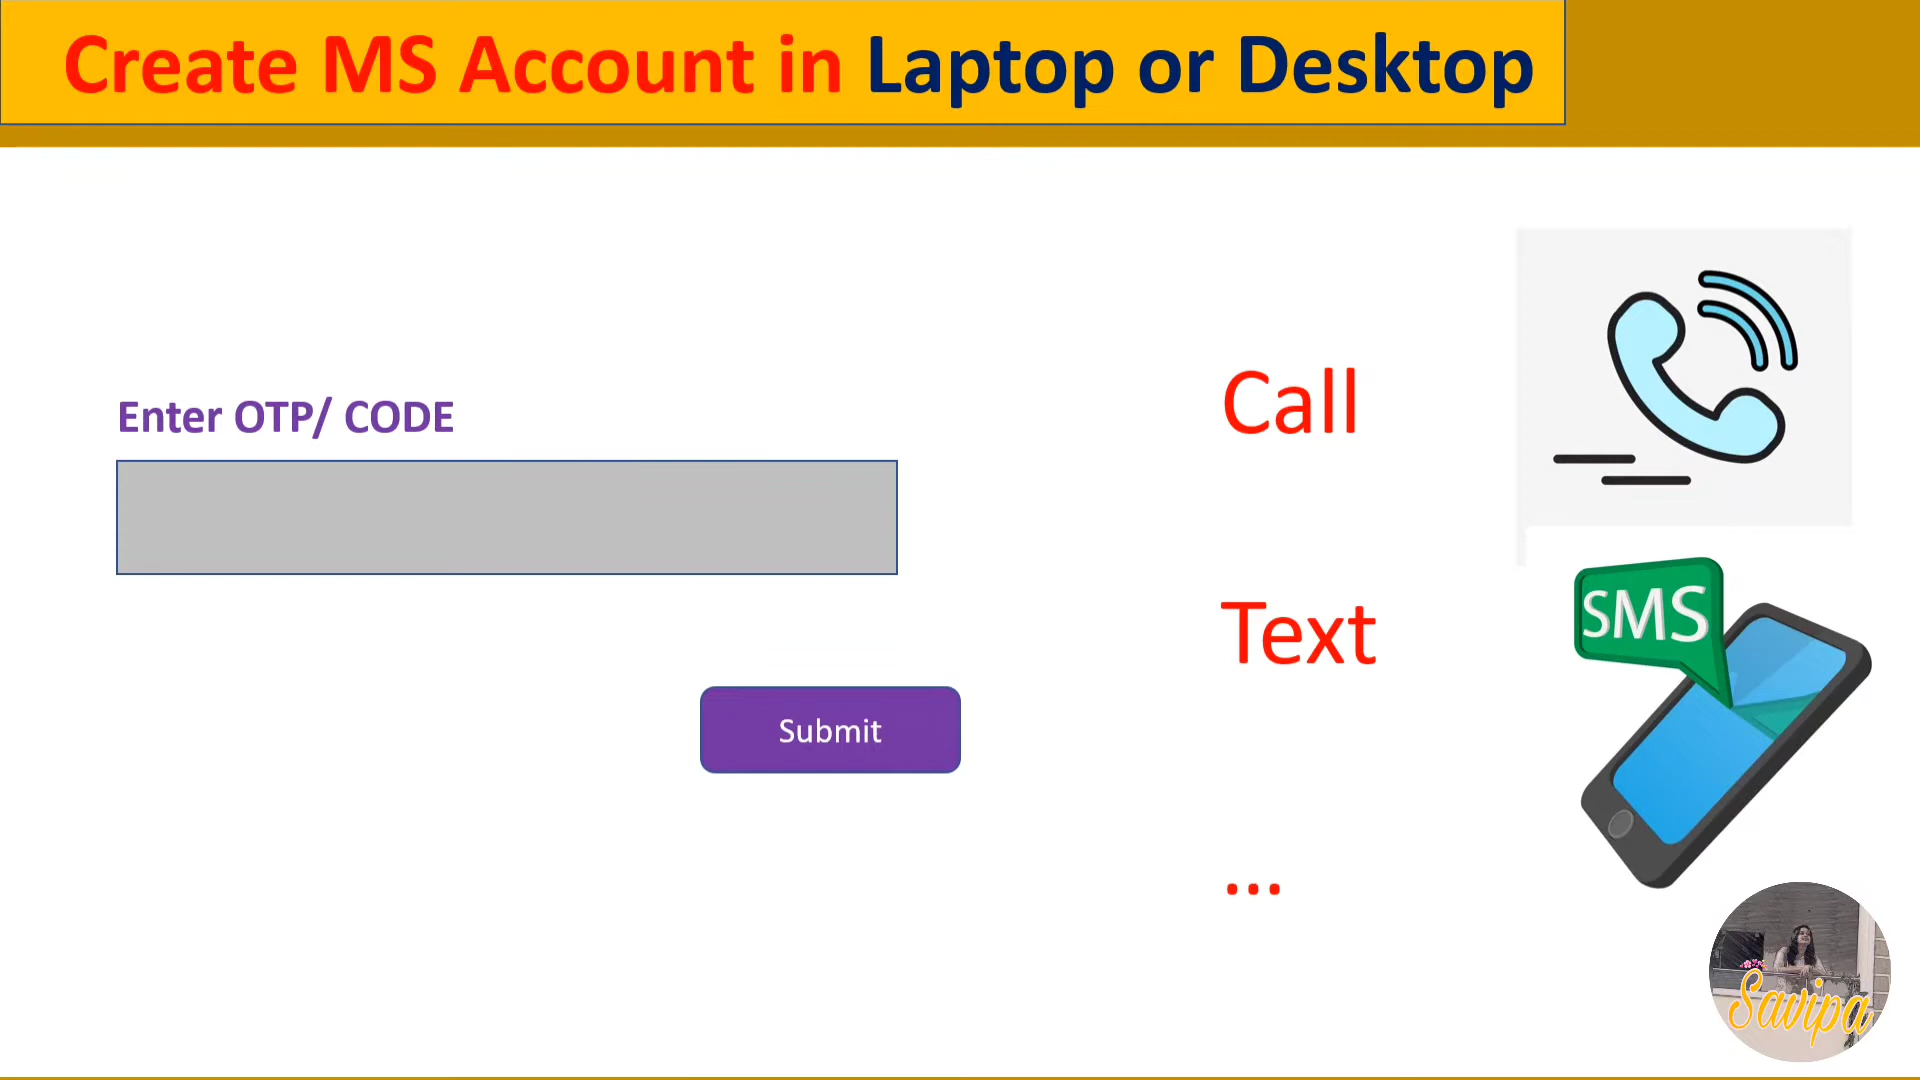 Create MS Account in Laptop or Desktop
Enter OTP/ CODE
Submit
Call
SMS
Text
...
Savipa